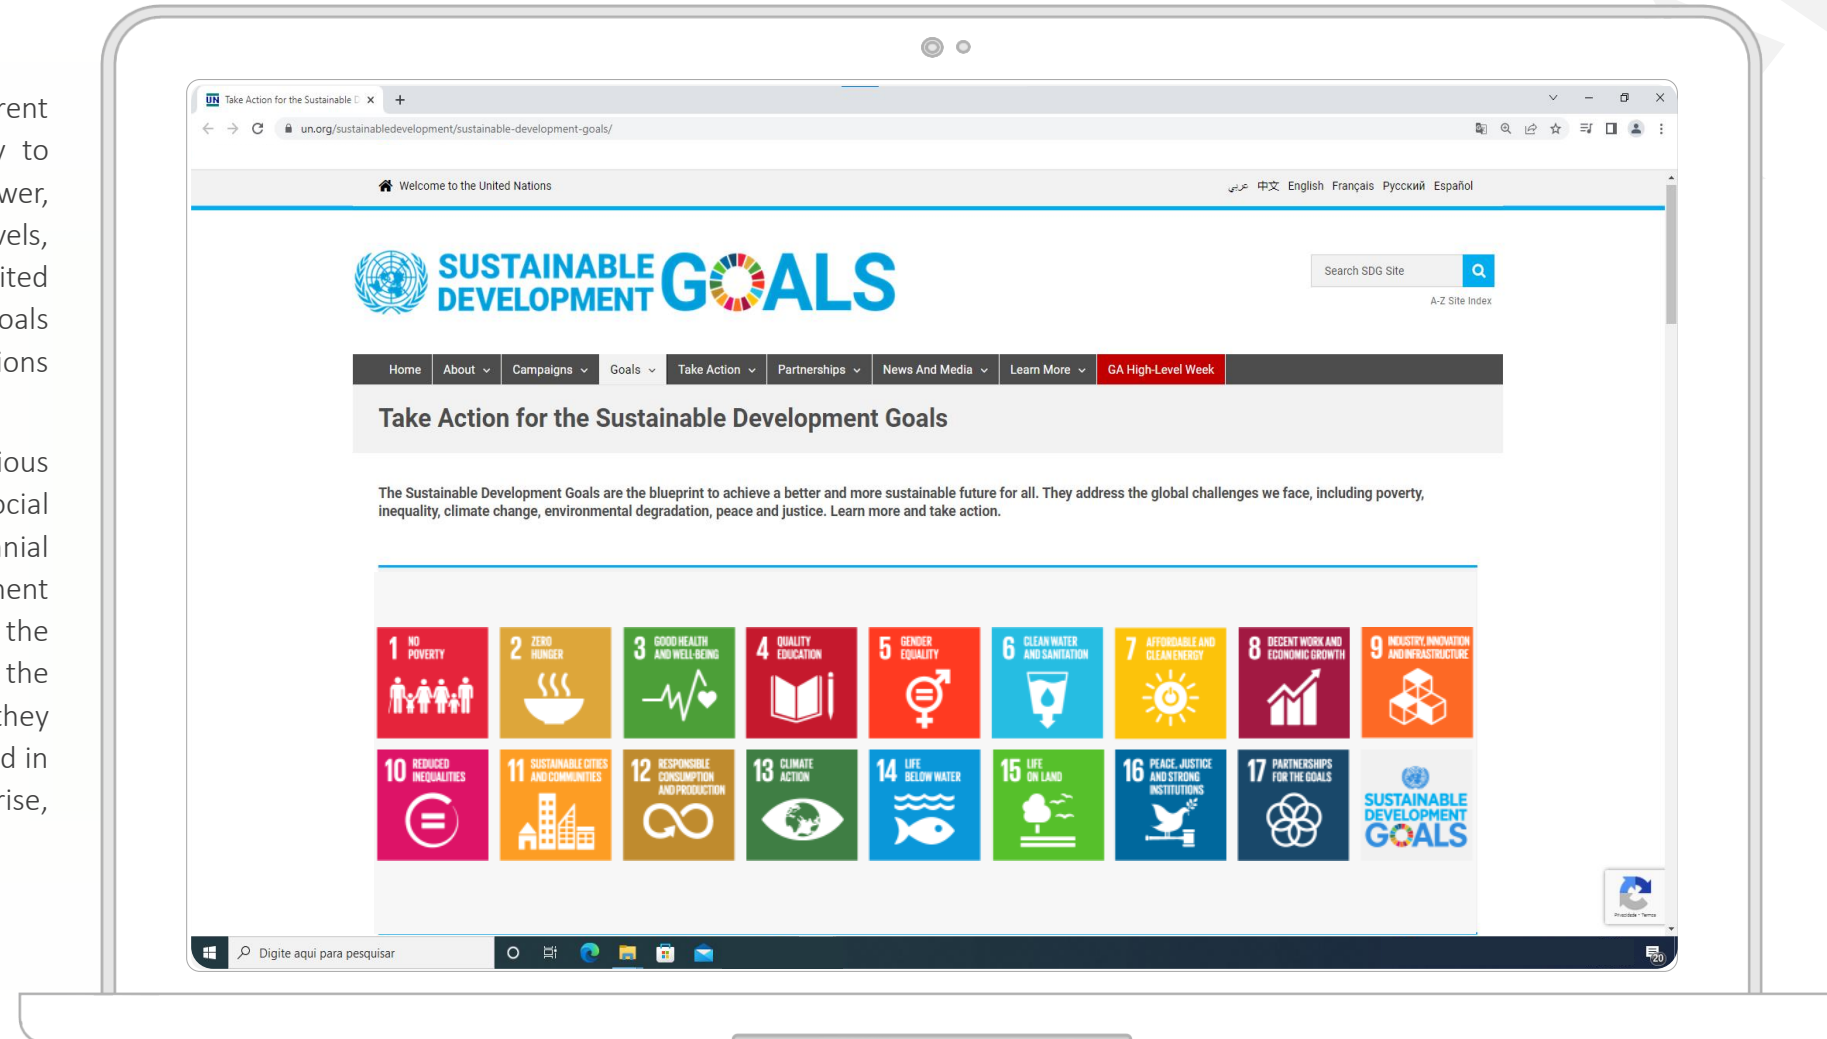 rent
y to
wer,
vels,
ited
oals
ions
ious
ocial
nnial
ment
the
the
they
d in
rise,
UN Take Action for the Sustainable D
un.org/sustainabledevelopment/sustainable-development-goals/
Welcome to the United Nations
عربي 中文 English Français Русский Español
SUSTAINABLE
DEVELOPMENT
GOALS
Search SDG Site
A-Z Site Index
Home About Campaigns Goals Take Action Partnerships News And Media Learn More GA High-Level Week
Take Action for the Sustainable Development Goals
The Sustainable Development Goals are the blueprint to achieve a better and more sustainable future for all. They address the global challenges we face, including poverty,
inequality, climate change, environmental degradation, peace and justice. Learn more and take action.
1 NO
POVERTY
2 ZERO
HUNGER
3 GOOD HEALTH
AND WELL-BEING
4 QUALITY
EDUCATION
5 GENDER
EQUALITY
6 CLEAN WATER
AND SANITATION
7 AFFORDABLE AND
CLEAN ENERGY
8 DECENT WORK AND
ECONOMIC GROWTH
9 INDUSTRY, INNOVATION
AND INFRASTRUCTURE
10 REDUCED
INEQUALITIES
11 SUSTAINABLE CITIES
AND COMMUNITIES
12 RESPONSIBLE
CONSUMPTION
AND PRODUCTION
13 CLIMATE
ACTION
14 LIFE
BELOW WATER
15 LIFE
ON LAND
16 PEACE, JUSTICE
AND STRONG
INSTITUTIONS
17 PARTNERSHIPS
FOR THE GOALS
SUSTAINABLE
DEVELOPMENT
GOALS
Privacidade - Termos
Digite aqui para pesquisar
20